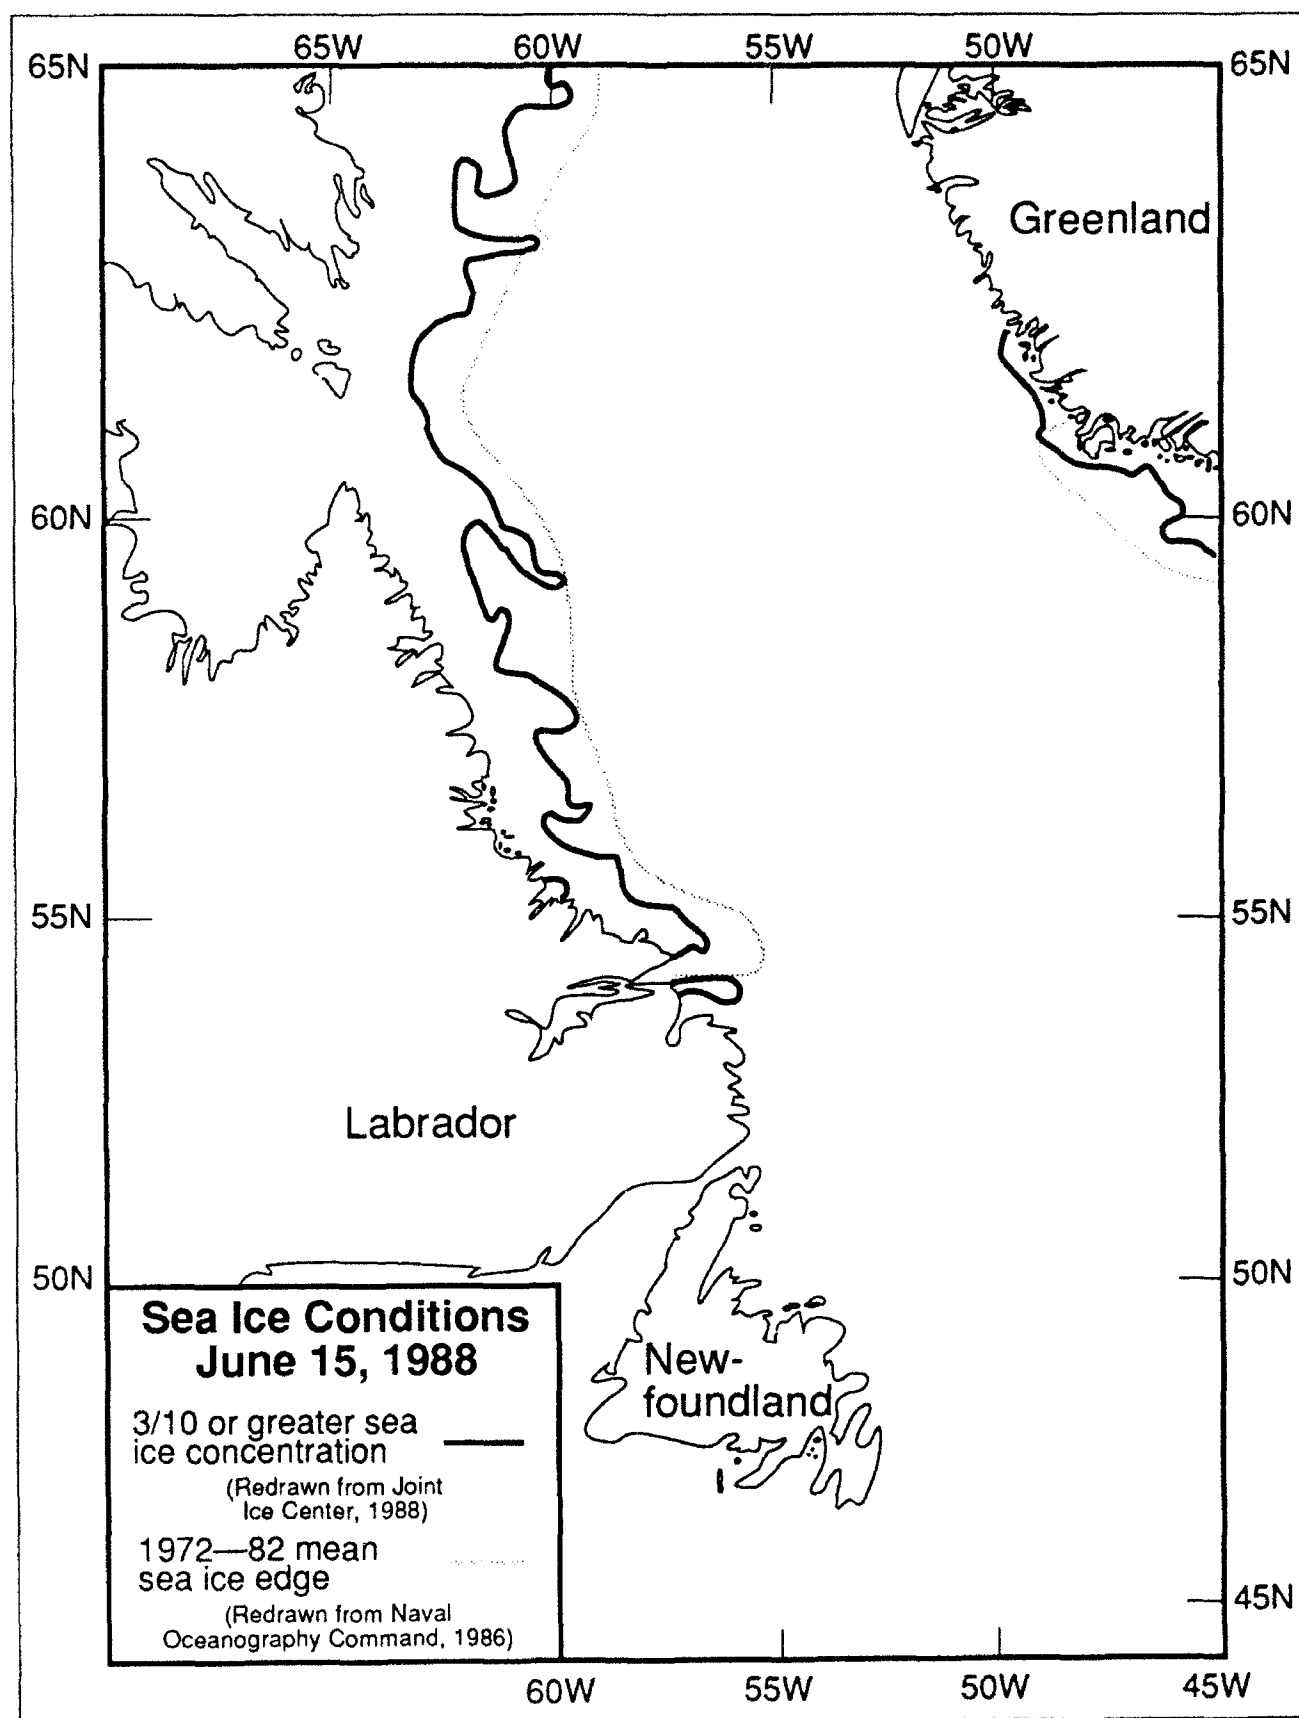 65W 60W 55W 50W
65N 65N
Greenland
60N 60N
55N 55N
Labrador
50N 50N
Sea Ice Conditions
June 15, 1988
New-
foundland
3/10 or greater sea
ice concentration
(Redrawn from Joint
Ice Center, 1988)
1972—82 mean
sea ice edge
(Redrawn from Naval
Oceanography Command, 1986)
45N
60W 55W 50W 45W